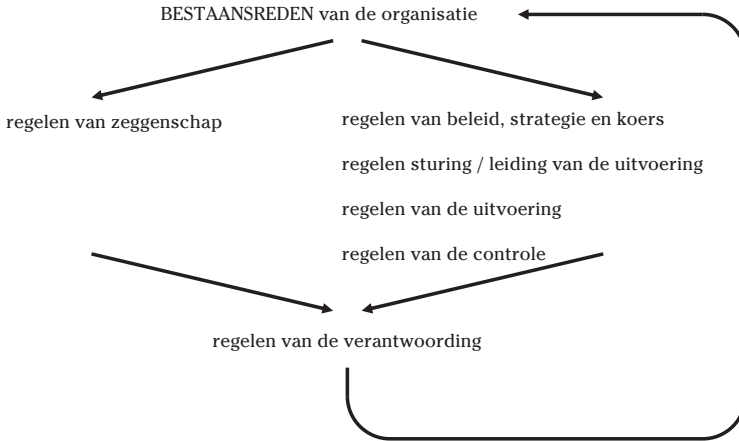 BESTAANSREDEN van de organisatie
regelen van zeggenschap
regelen van beleid, strategie en koers
regelen sturing / leiding van de uitvoering
regelen van de uitvoering
regelen van de controle
regelen van de verantwoording